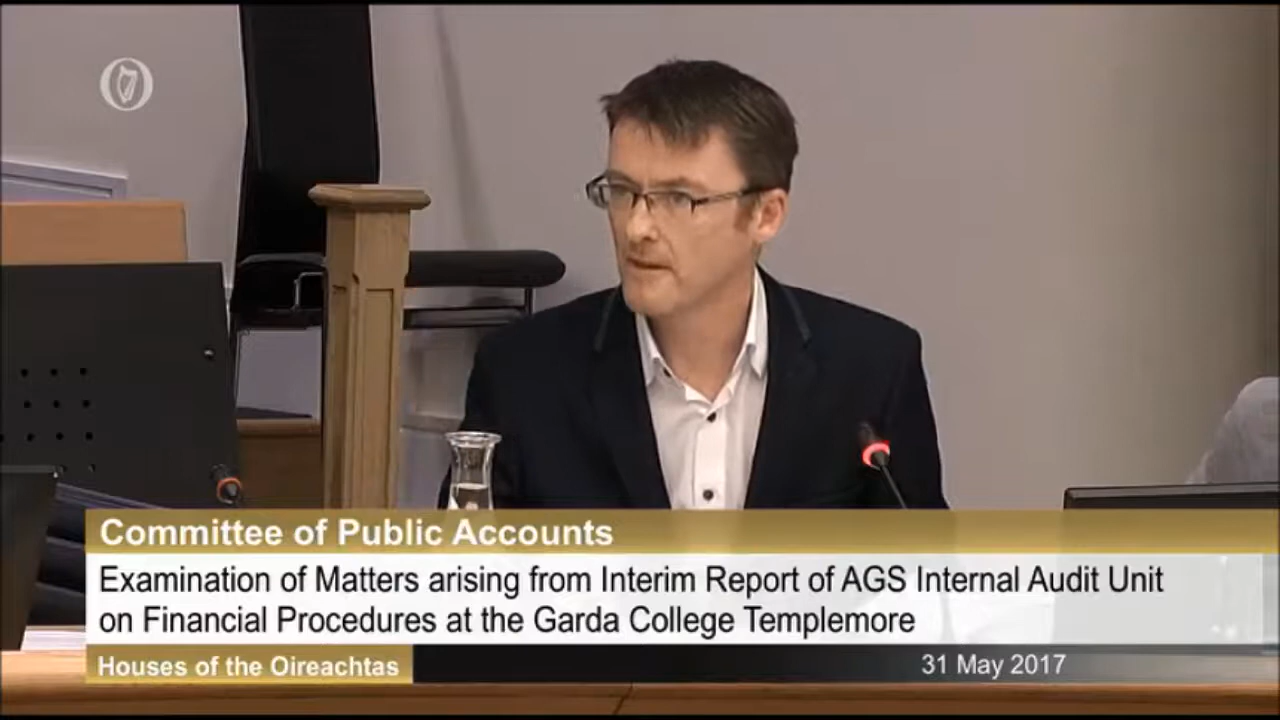 Committee of Public Accounts
Examination of Matters arising from Interim Report of AGS Internal Audit Unit
on Financial Procedures at the Garda College Templemore
Houses of the Oireachtas
31 May 2017